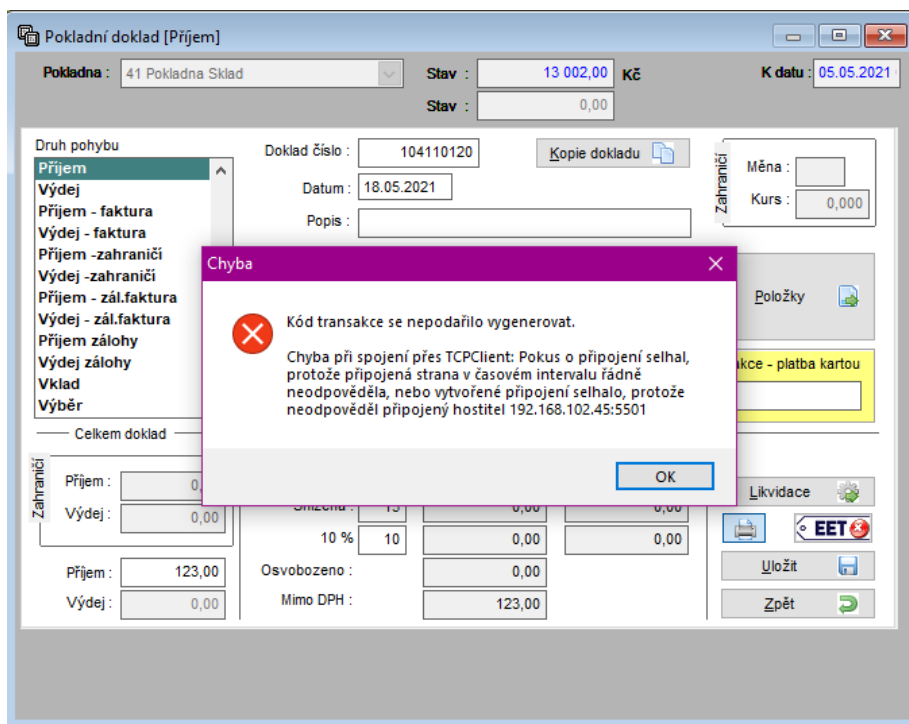 Pokladní doklad [Příjem]
Pokladna : 41 Pokladna Sklad Stav : 13 002,00 Kč K datu : 05.05.2021
Stav : 0,00
Druh pohybu
Příjem
Výdej
Příjem - faktura
Výdej - faktura
Příjem -zahraničí
Výdej -zahraničí
Příjem - zál.faktura
Výdej - zál.faktura
Příjem zálohy
Výdej zálohy
Vklad
Výběr
Doklad číslo : 104110120 Kopie dokladu
Datum : 18.05.2021
Popis :
Zahraničí
Měna :
Kurs : 0,000
Chyba
Kód transakce se nepodařilo vygenerovat.
Chyba při spojení přes TCPClient: Pokus o připojení selhal,
protože připojená strana v časovém intervalu řádně
neodpověděla, nebo vytvořené připojení selhalo, protože
neodpověděl připojený hostitel 192.168.102.45:5501
OK
Položky
akce - platba kartou
Celkem doklad
Zahraničí
Příjem : 0,
Výdej : 0,00
Příjem : 123,00
Výdej : 0,00
Snížená : 15 0,00 0,00
10 % 10 0,00 0,00
Osvobozeno : 0,00
Mimo DPH : 123,00
Likvidace
EET
Uložit
Zpět